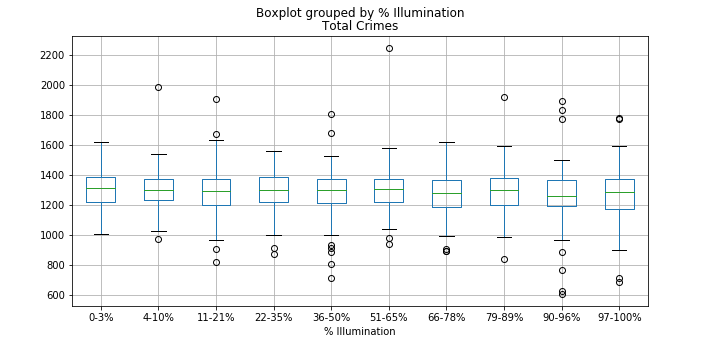 Boxplot grouped by % Illumination
Total Crimes
2200
2000
1800
1600
1400
1200
1000
800
600
0-3% 4-10% 11-21% 22-35% 36-50% 51-65% 66-78% 79-89% 90-96% 97-100%
% Illumination